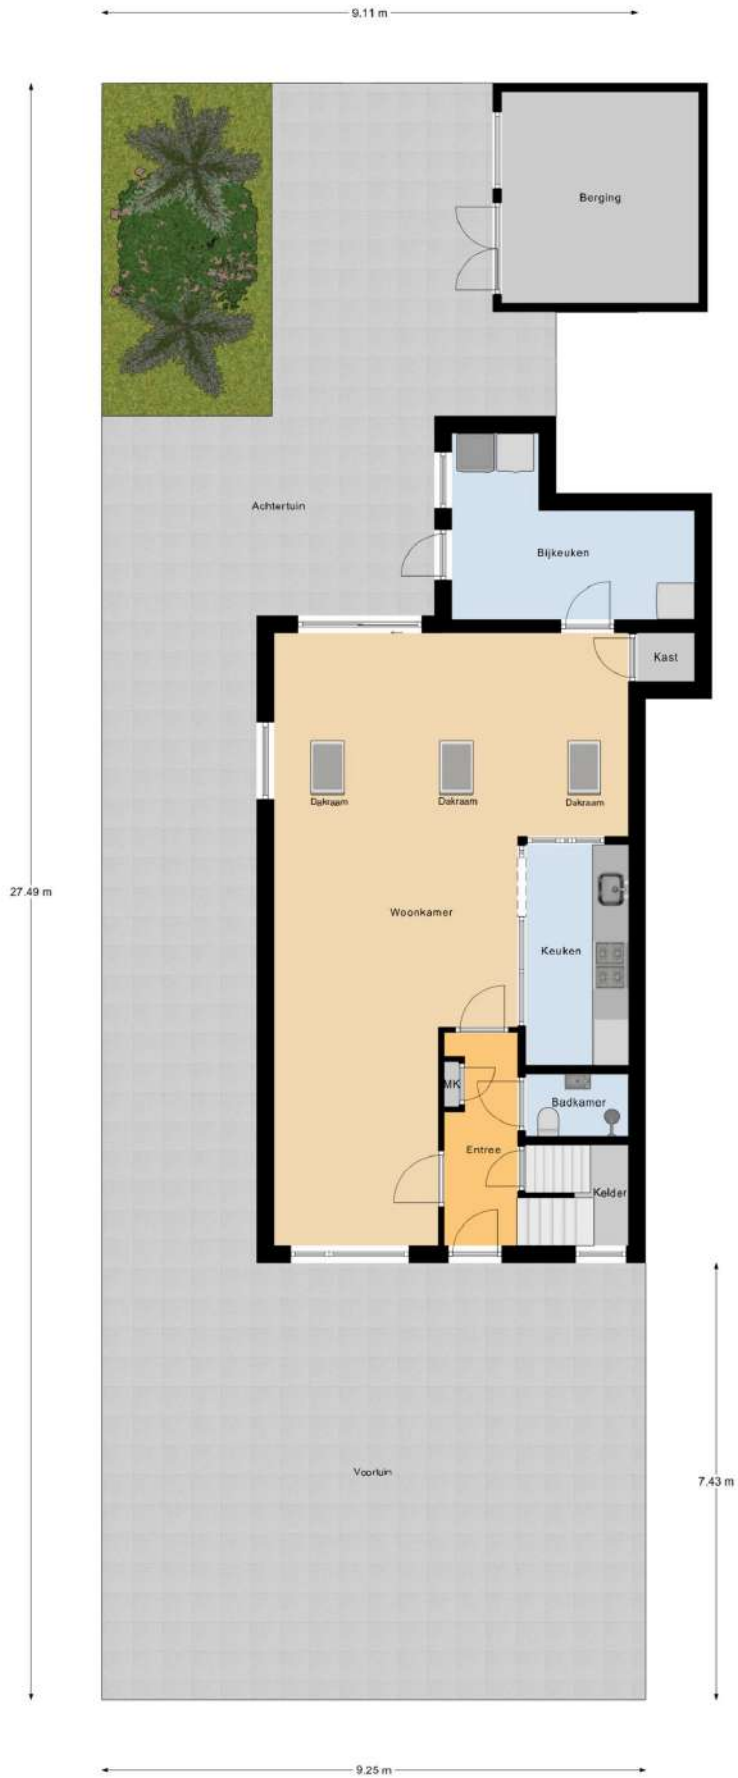 9.11 m
Berging
Achtertuin
Bijkeuken
Kast
Dakraam
Dakraam
Dakraam
27.49 m
Woonkamer
Keuken
MK
Badkamer
Entree
Kelder
Voortuin
7.43 m
9.25 m